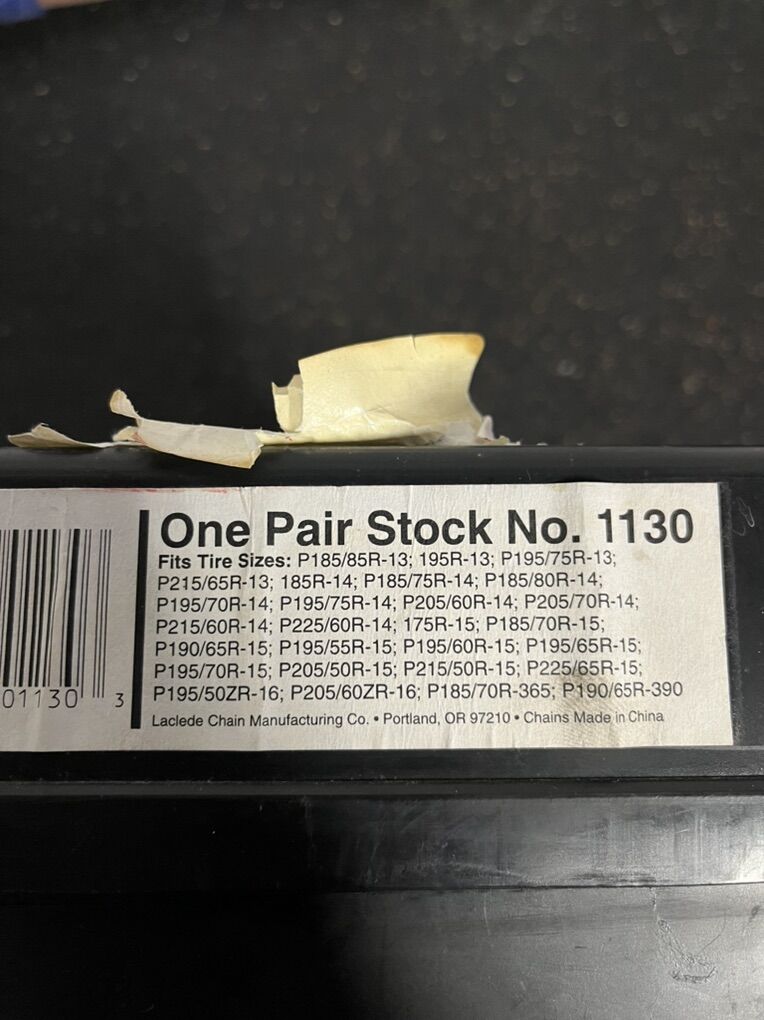 One Pair Stock No. 1130
Fits Tire Sizes: P185/85R-13; 195R-13; P195/75R-13;
P215/65R-13; 185R-14; P185/75R-14; P185/80R-14;
P195/70R-14; P195/75R-14; P205/60R-14; P205/70R-14;
P215/60R-14; P225/60R-14; 175R-15; P185/70R-15;
P190/65R-15; P195/55R-15; P195/60R-15; P195/65R-15;
P195/70R-15; P205/50R-15; P215/50R-15; P225/65R-15;
P195/50ZR-16; P205/60ZR-16; P185/70R-365; P190/65R-390
01130 3
Laclede Chain Manufacturing Co. • Portland, OR 97210 • Chains Made in China